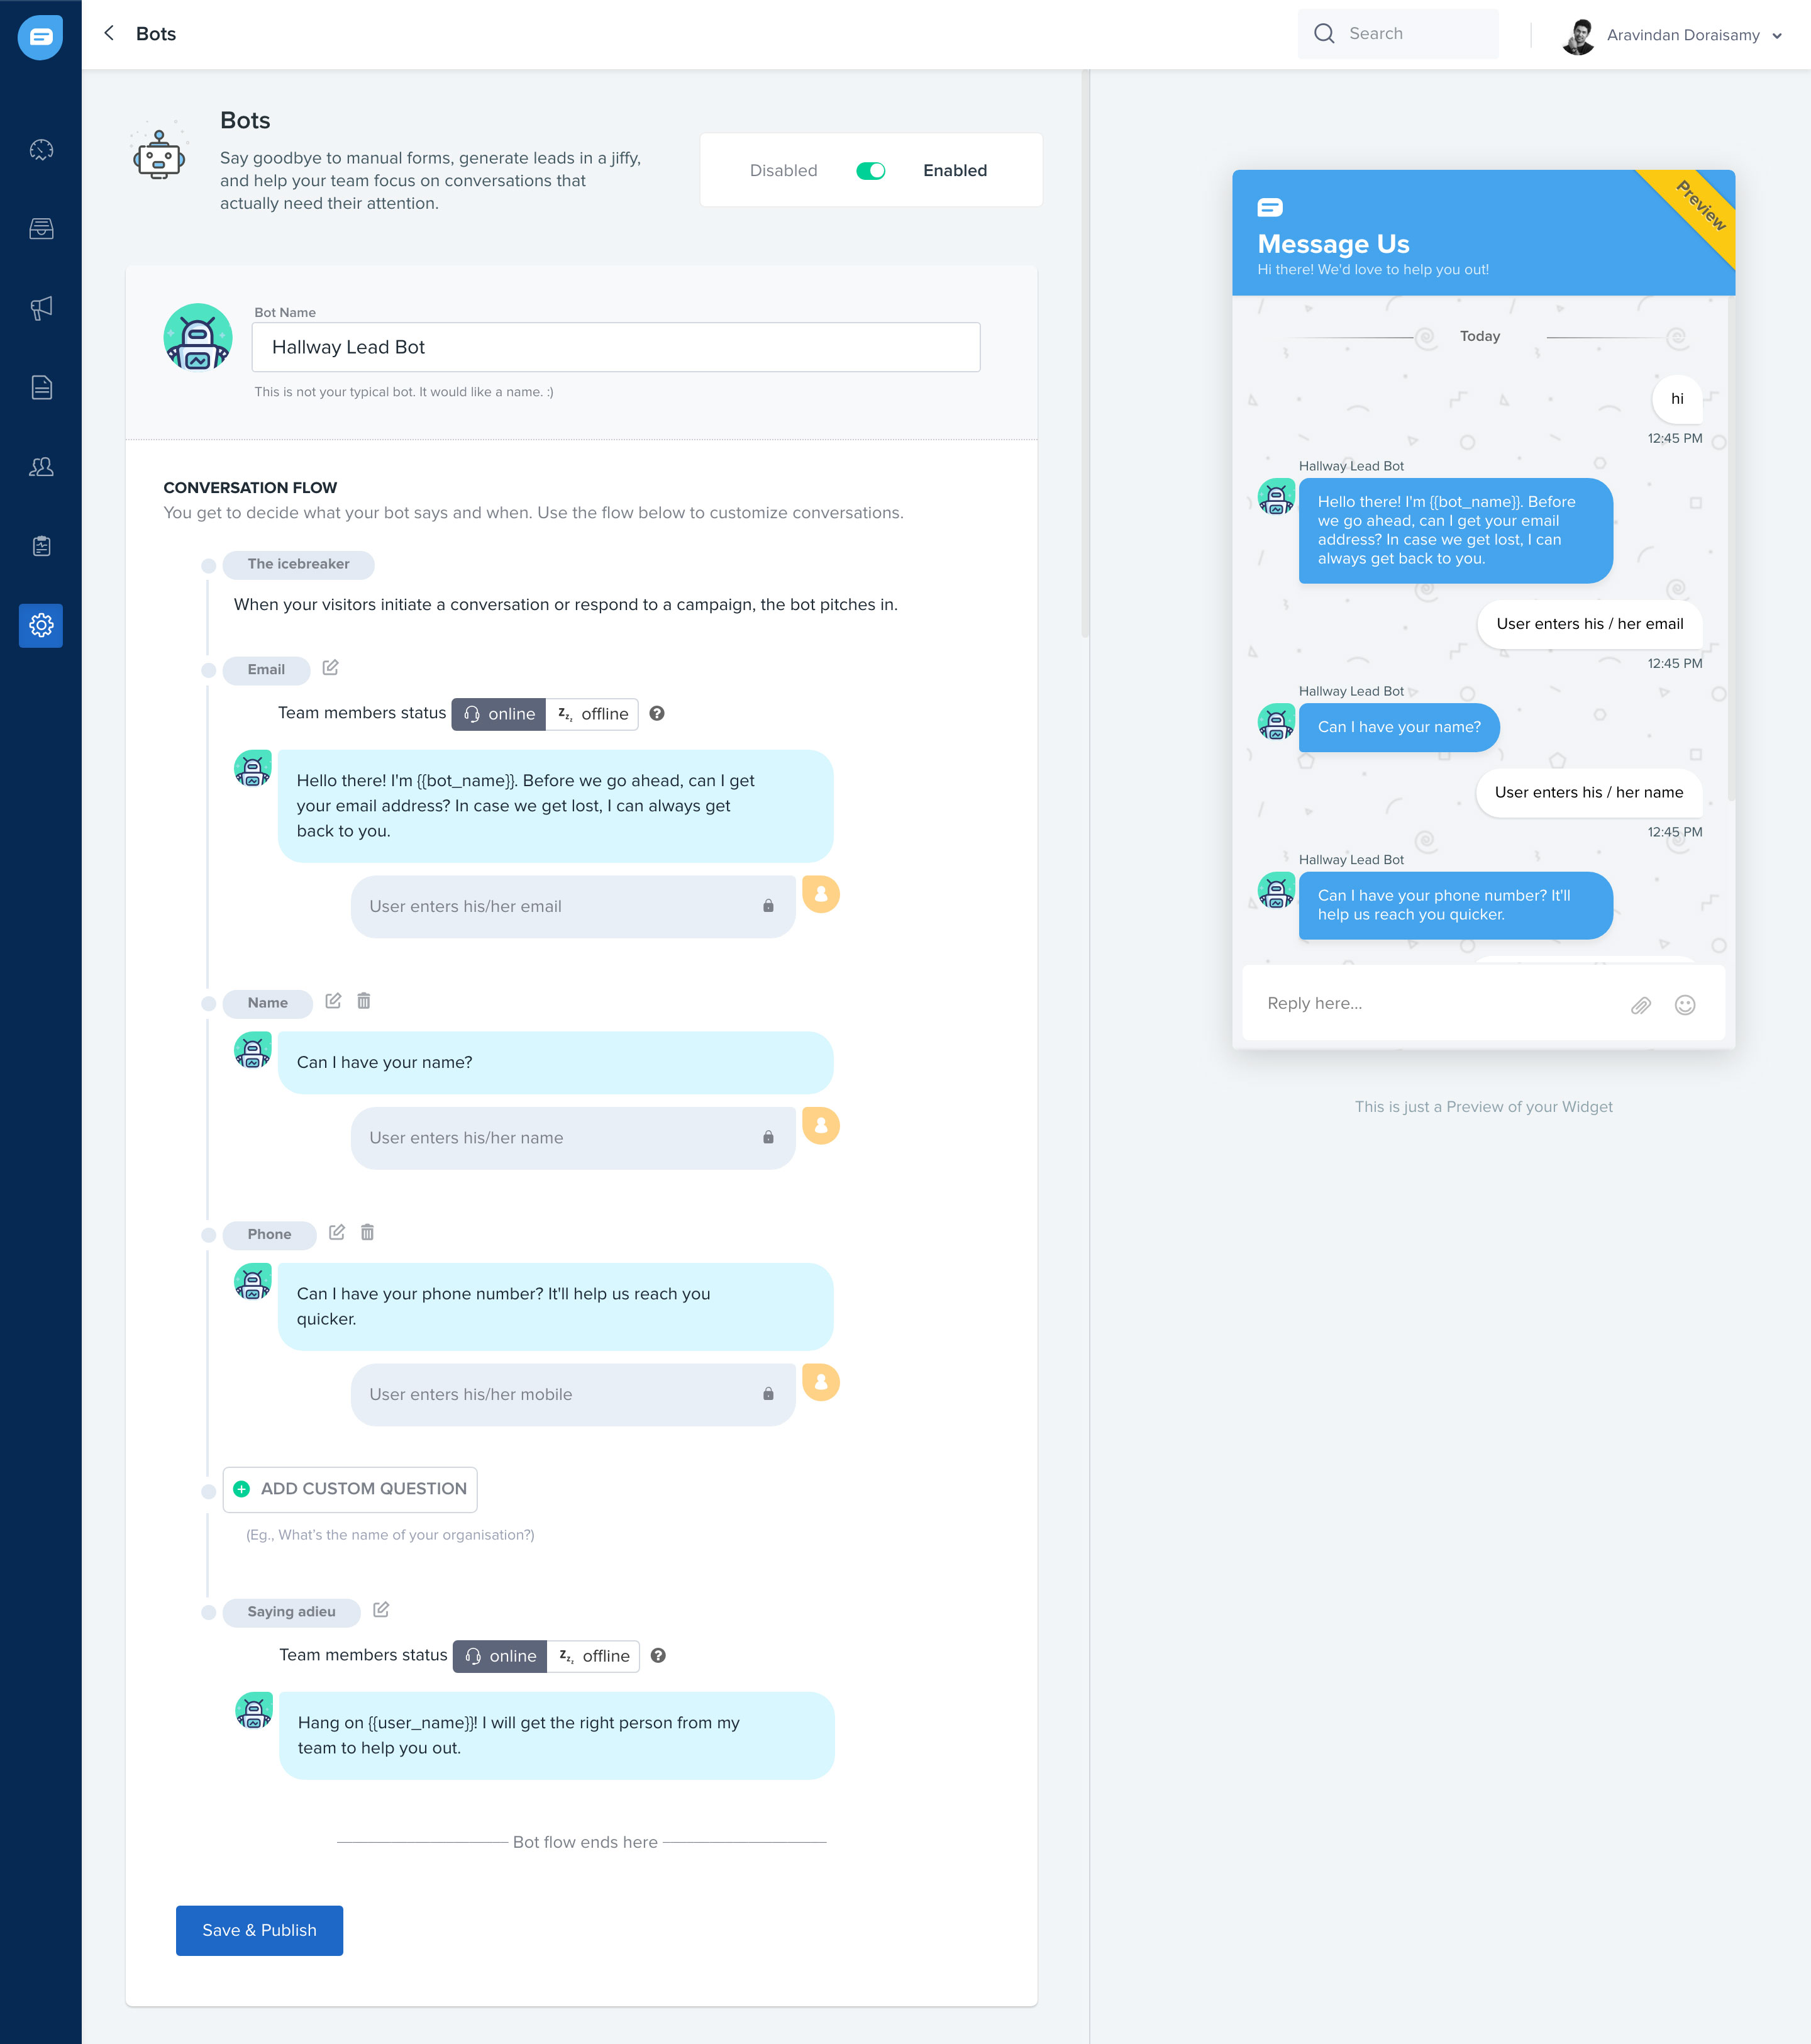 Bots
Search
Aravindan Doraisamy
Bots
Say goodbye to manual forms, generate leads in a jiffy,
and help your team focus on conversations that
actually need their attention.
Disabled
Enabled
Bot Name
Hallway Lead Bot
This is not your typical bot. It would like a name. :)
CONVERSATION FLOW
You get to decide what your bot says and when. Use the flow below to customize conversations.
The icebreaker
When your visitors initiate a conversation or respond to a campaign, the bot pitches in.
Email
Team members status
online
zzz offline
?
Hello there! I'm {{bot_name}}. Before we go ahead, can I get
your email address? In case we get lost, I can always get
back to you.
User enters his/her email
Name
Can I have your name?
User enters his/her name
Phone
Can I have your phone number? It'll help us reach you
quicker.
User enters his/her mobile
ADD CUSTOM QUESTION
(Eg., What's the name of your organisation?)
Saying adieu
Team members status
online
zzz offline
?
Hang on {{user_name}}! I will get the right person from my
team to help you out.
Bot flow ends here
Save & Publish
Preview
Message Us
Hi there! We'd love to help you out!
Today
hi
12:45 PM
Hallway Lead Bot
Hello there! I'm {{bot_name}}. Before
we go ahead, can I get your email
address? In case we get lost, I can
always get back to you.
User enters his / her email
12:45 PM
Hallway Lead Bot
Can I have your name?
User enters his / her name
12:45 PM
Hallway Lead Bot
Can I have your phone number? It'll
help us reach you quicker.
Reply here...
This is just a Preview of your Widget